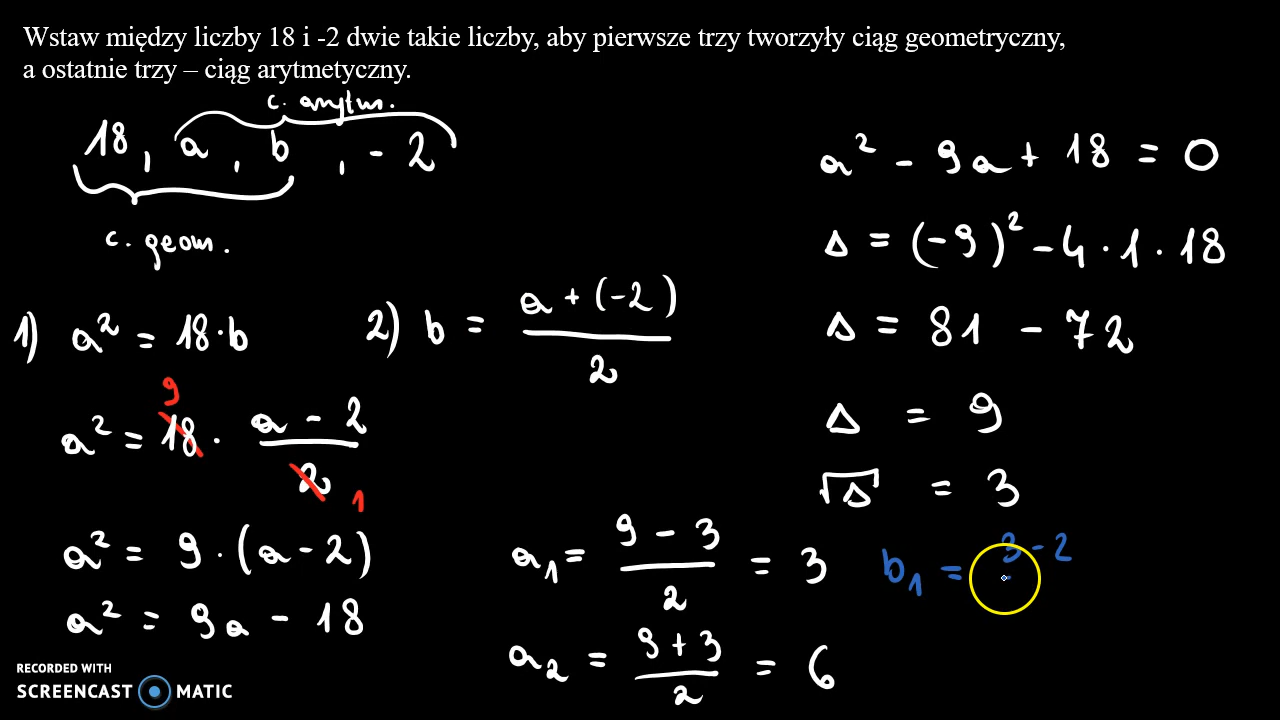 Wstaw między liczby 18 i -2 dwie takie liczby, aby pierwsze trzy tworzyły ciąg geometryczny,
a ostatnie trzy – ciąg arytmetyczny.
c. arytm.
18, a, b, -2
c. geom.
1) a² = 18·b
2) b = (a + (-2))/2
9
a² = 18 · (a - 2)/2
1
a² = 9 · (a - 2)
a² = 9a - 18
a² - 9a + 18 = 0
Δ = (-9)² - 4 · 1 · 18
Δ = 81 - 72
Δ = 9
√Δ = 3
a₁ = (9 - 3)/2 = 3
b₁ = 3 - 2
a₂ = (9 + 3)/2 = 6
RECORDED WITH
SCREENCAST MATIC